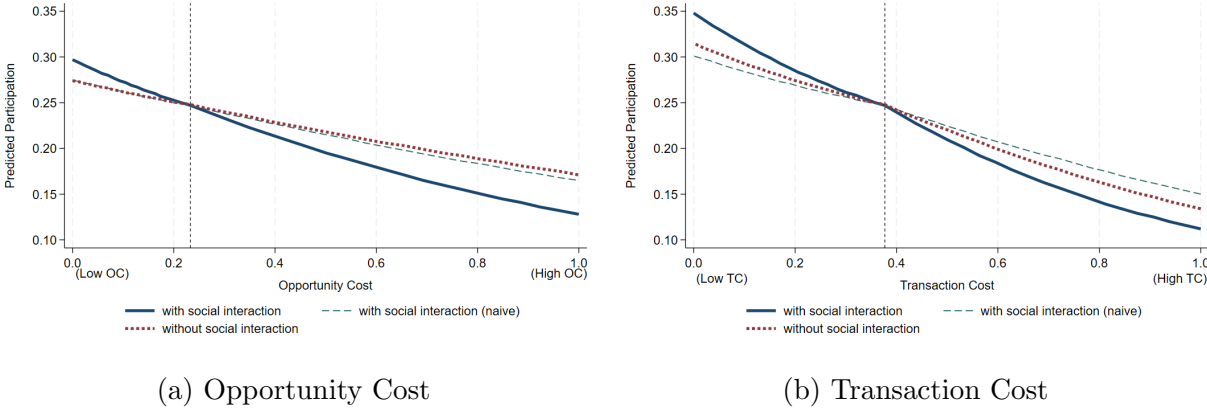 0.35
0.30
0.25
0.20
0.15
0.10
Predicted Participation
0.0 0.2 0.4 0.6 0.8 1.0
(Low OC) (High OC)
Opportunity Cost
with social interaction with social interaction (naive)
without social interaction
(a) Opportunity Cost
0.35
0.30
0.25
0.20
0.15
0.10
Predicted Participation
0.0 0.2 0.4 0.6 0.8 1.0
(Low TC) (High TC)
Transaction Cost
with social interaction with social interaction (naive)
without social interaction
(b) Transaction Cost